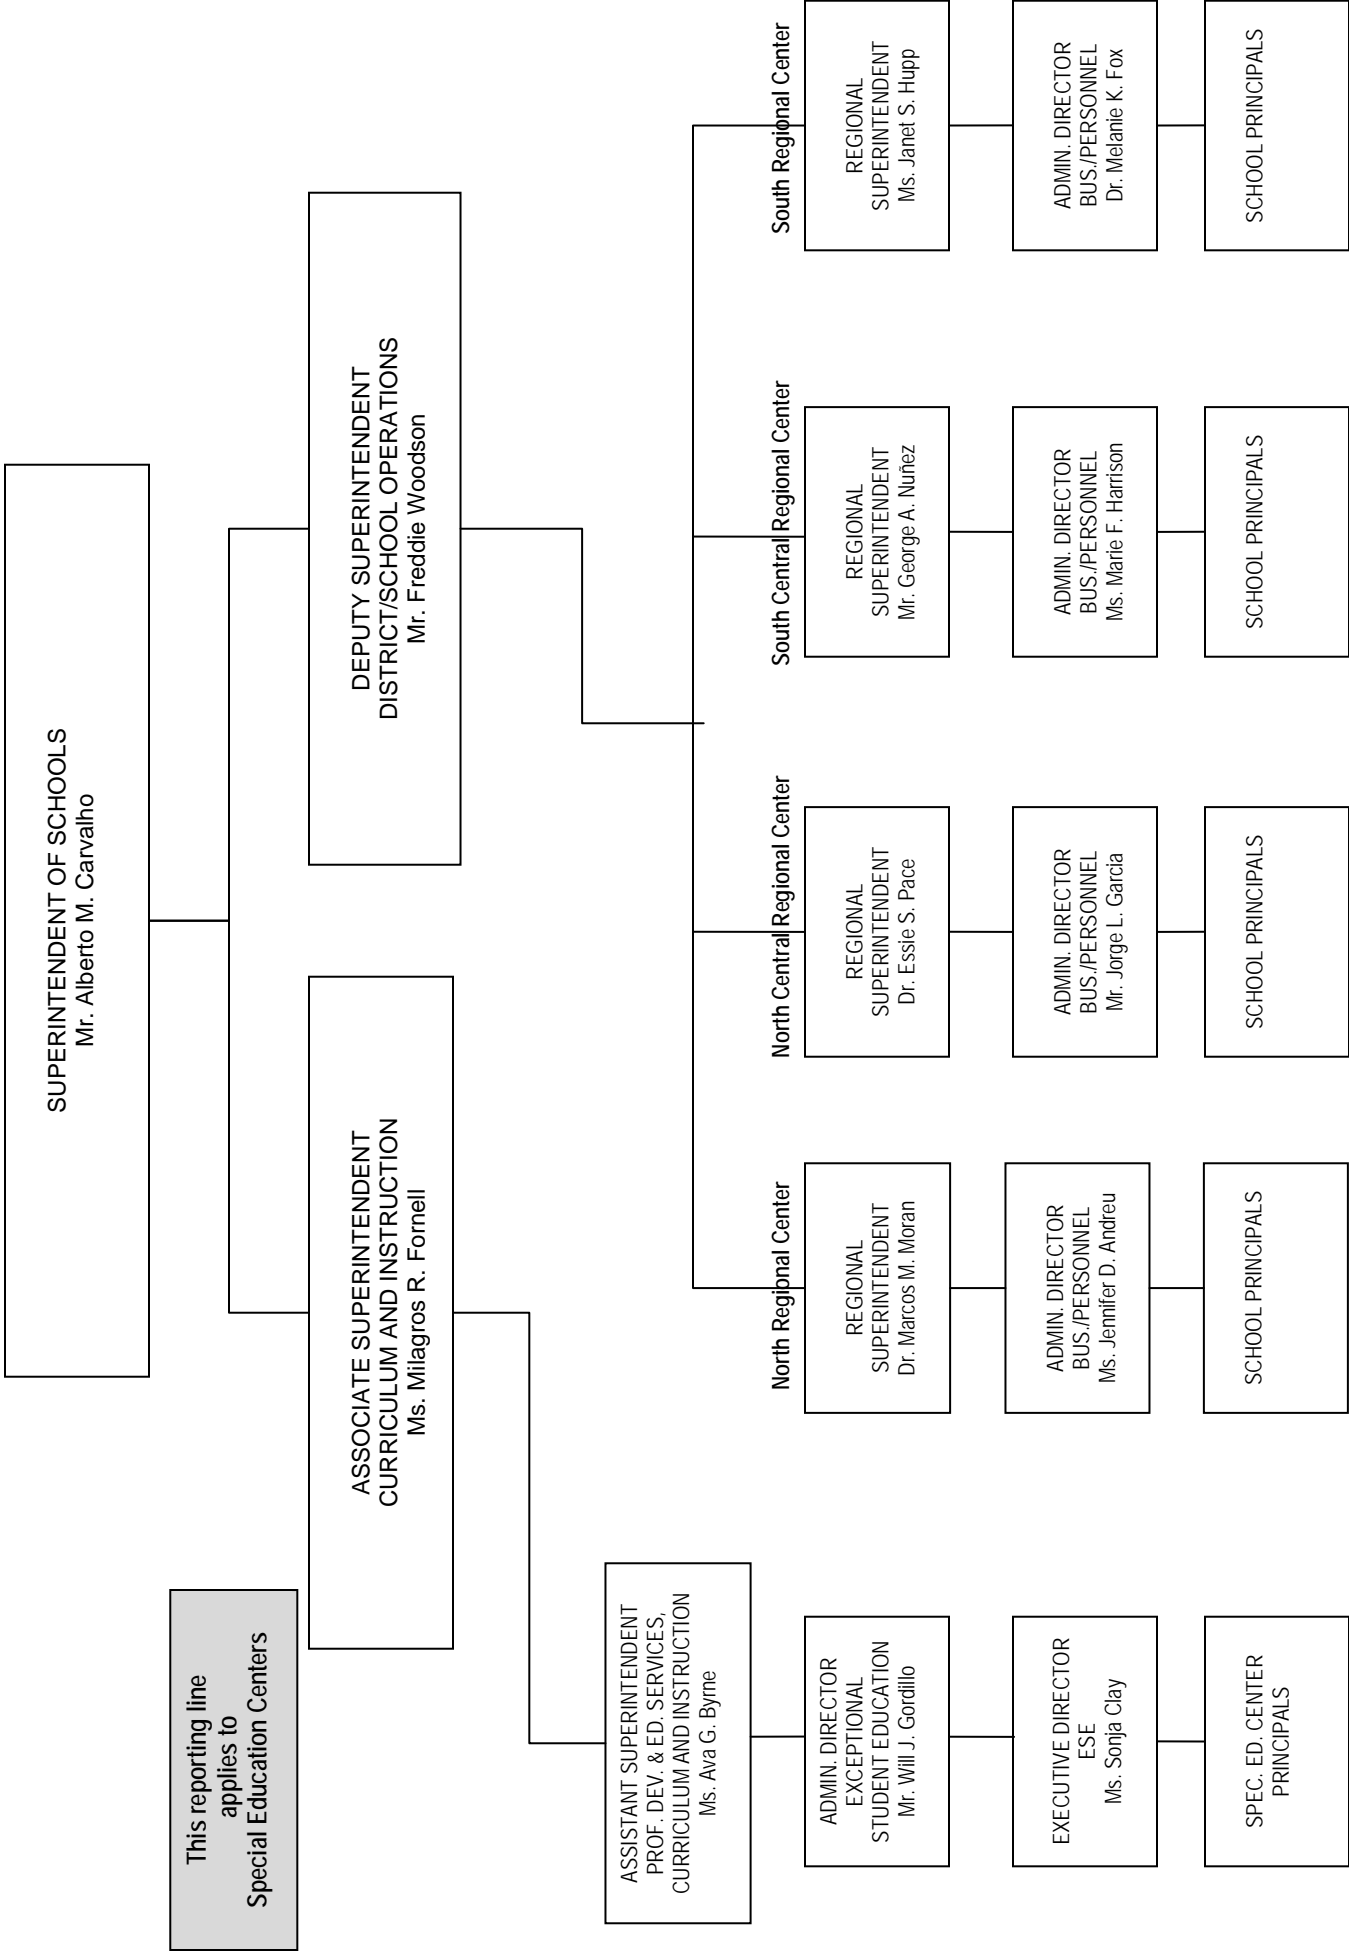 SUPERINTENDENT OF SCHOOLS
Mr. Alberto M. Carvalho
This reporting line
applies to
Special Education Centers
ASSOCIATE SUPERINTENDENT
CURRICULUM AND INSTRUCTION
Ms. Milagros R. Fornell
DEPUTY SUPERINTENDENT
DISTRICT/SCHOOL OPERATIONS
Mr. Freddie Woodson
ASSISTANT SUPERINTENDENT
PROF. DEV. & ED. SERVICES,
CURRICULUM AND INSTRUCTION
Ms. Ava G. Byrne
ADMIN. DIRECTOR
EXCEPTIONAL
STUDENT EDUCATION
Mr. Will J. Gordillo
EXECUTIVE DIRECTOR
ESE
Ms. Sonja Clay
SPEC. ED. CENTER
PRINCIPALS
North Regional Center
REGIONAL
SUPERINTENDENT
Dr. Marcos M. Moran
ADMIN. DIRECTOR
BUS./PERSONNEL
Ms. Jennifer D. Andreu
SCHOOL PRINCIPALS
North Central Regional Center
REGIONAL
SUPERINTENDENT
Dr. Essie S. Pace
ADMIN. DIRECTOR
BUS./PERSONNEL
Mr. Jorge L. Garcia
SCHOOL PRINCIPALS
South Central Regional Center
REGIONAL
SUPERINTENDENT
Mr. George A. Nuñez
ADMIN. DIRECTOR
BUS./PERSONNEL
Ms. Marie F. Harrison
SCHOOL PRINCIPALS
South Regional Center
REGIONAL
SUPERINTENDENT
Ms. Janet S. Hupp
ADMIN. DIRECTOR
BUS./PERSONNEL
Dr. Melanie K. Fox
SCHOOL PRINCIPALS